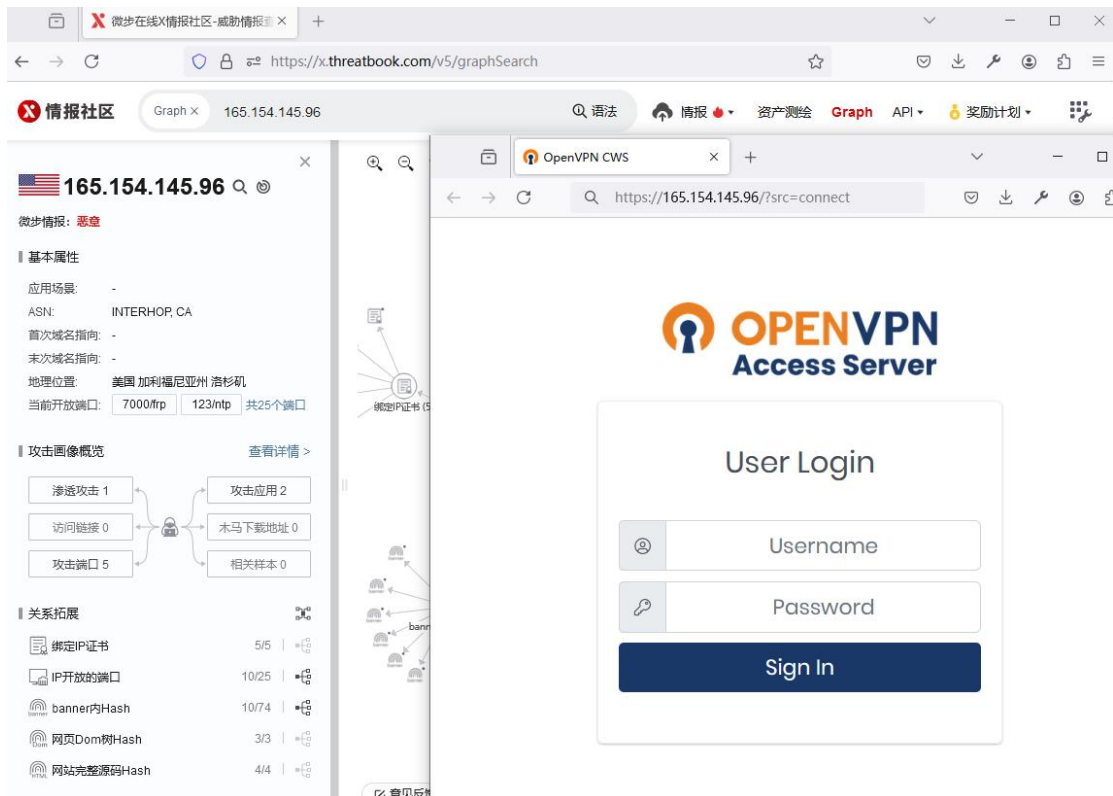 微步在线X情报社区-威胁情报
https://x.threatbook.com/v5/graphSearch
情报社区
Graph ×
165.154.145.96
语法
情报
资产测绘
Graph
API
奖励计划
165.154.145.96
微步情报: 恶意
基本属性
应用场景: -
ASN: INTERHOP, CA
首次域名指向: -
末次域名指向: -
地理位置: 美国 加利福尼亚州 洛杉矶
当前开放端口: 7000/frp 123/ntp 共25个端口
攻击画像概览 查看详情 >
渗透攻击 1 攻击应用 2
访问链接 0 木马下载地址 0
攻击端口 5 相关样本 0
关系拓展
绑定IP证书 5/5
IP开放的端口 10/25
banner内Hash 10/74
网页Dom树Hash 3/3
网站完整源码Hash 4/4
绑定IP证书 (5
bann
OpenVPN CWS
https://165.154.145.96/?src=connect
OPENVPN
Access Server
User Login
Username
Password
Sign In